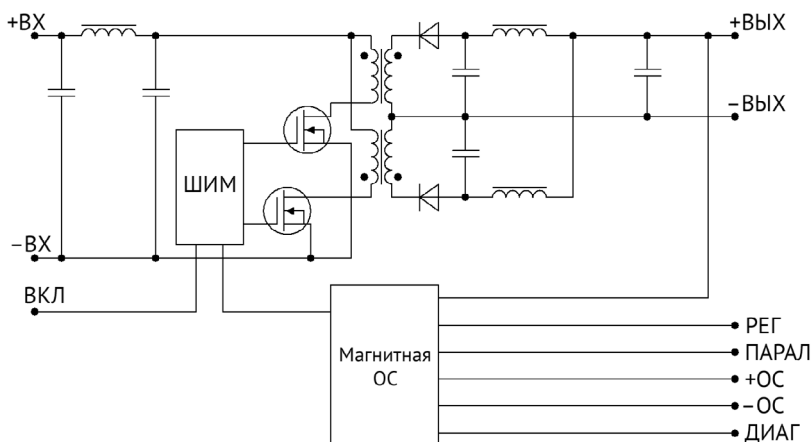 +ВХ
+ВЫХ
−ВЫХ
ШИМ
−ВХ
ВКЛ
Магнитная
ОС
РЕГ
ПАРАЛ
+ОС
−ОС
ДИАГ